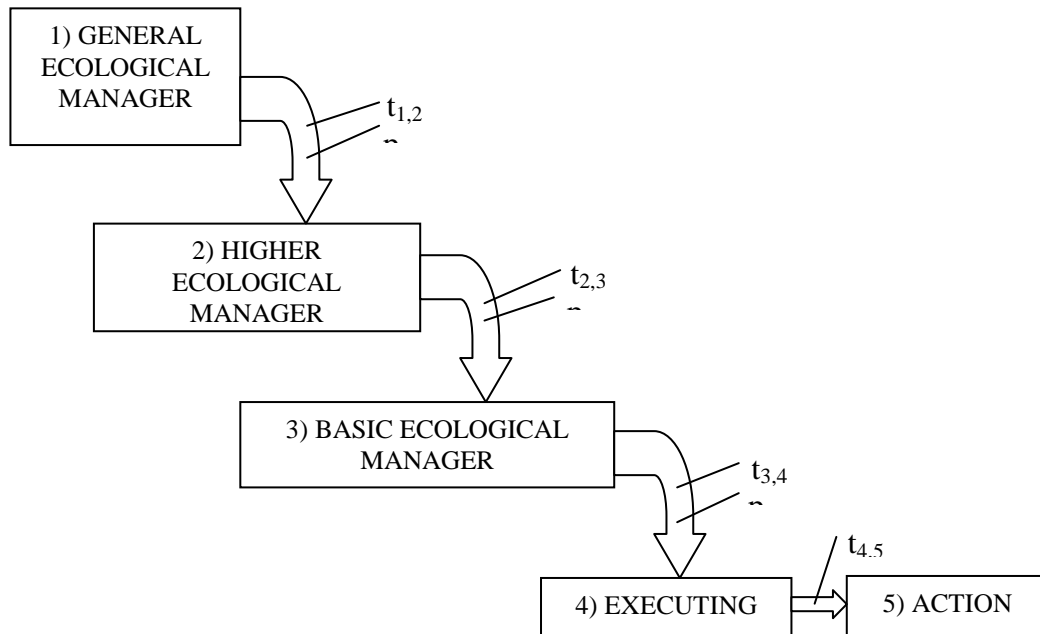 1) GENERAL
ECOLOGICAL
MANAGER
t1,2
2) HIGHER
ECOLOGICAL
MANAGER
t2,3
3) BASIC ECOLOGICAL
MANAGER
t3,4
t4,5
4) EXECUTING
5) ACTION